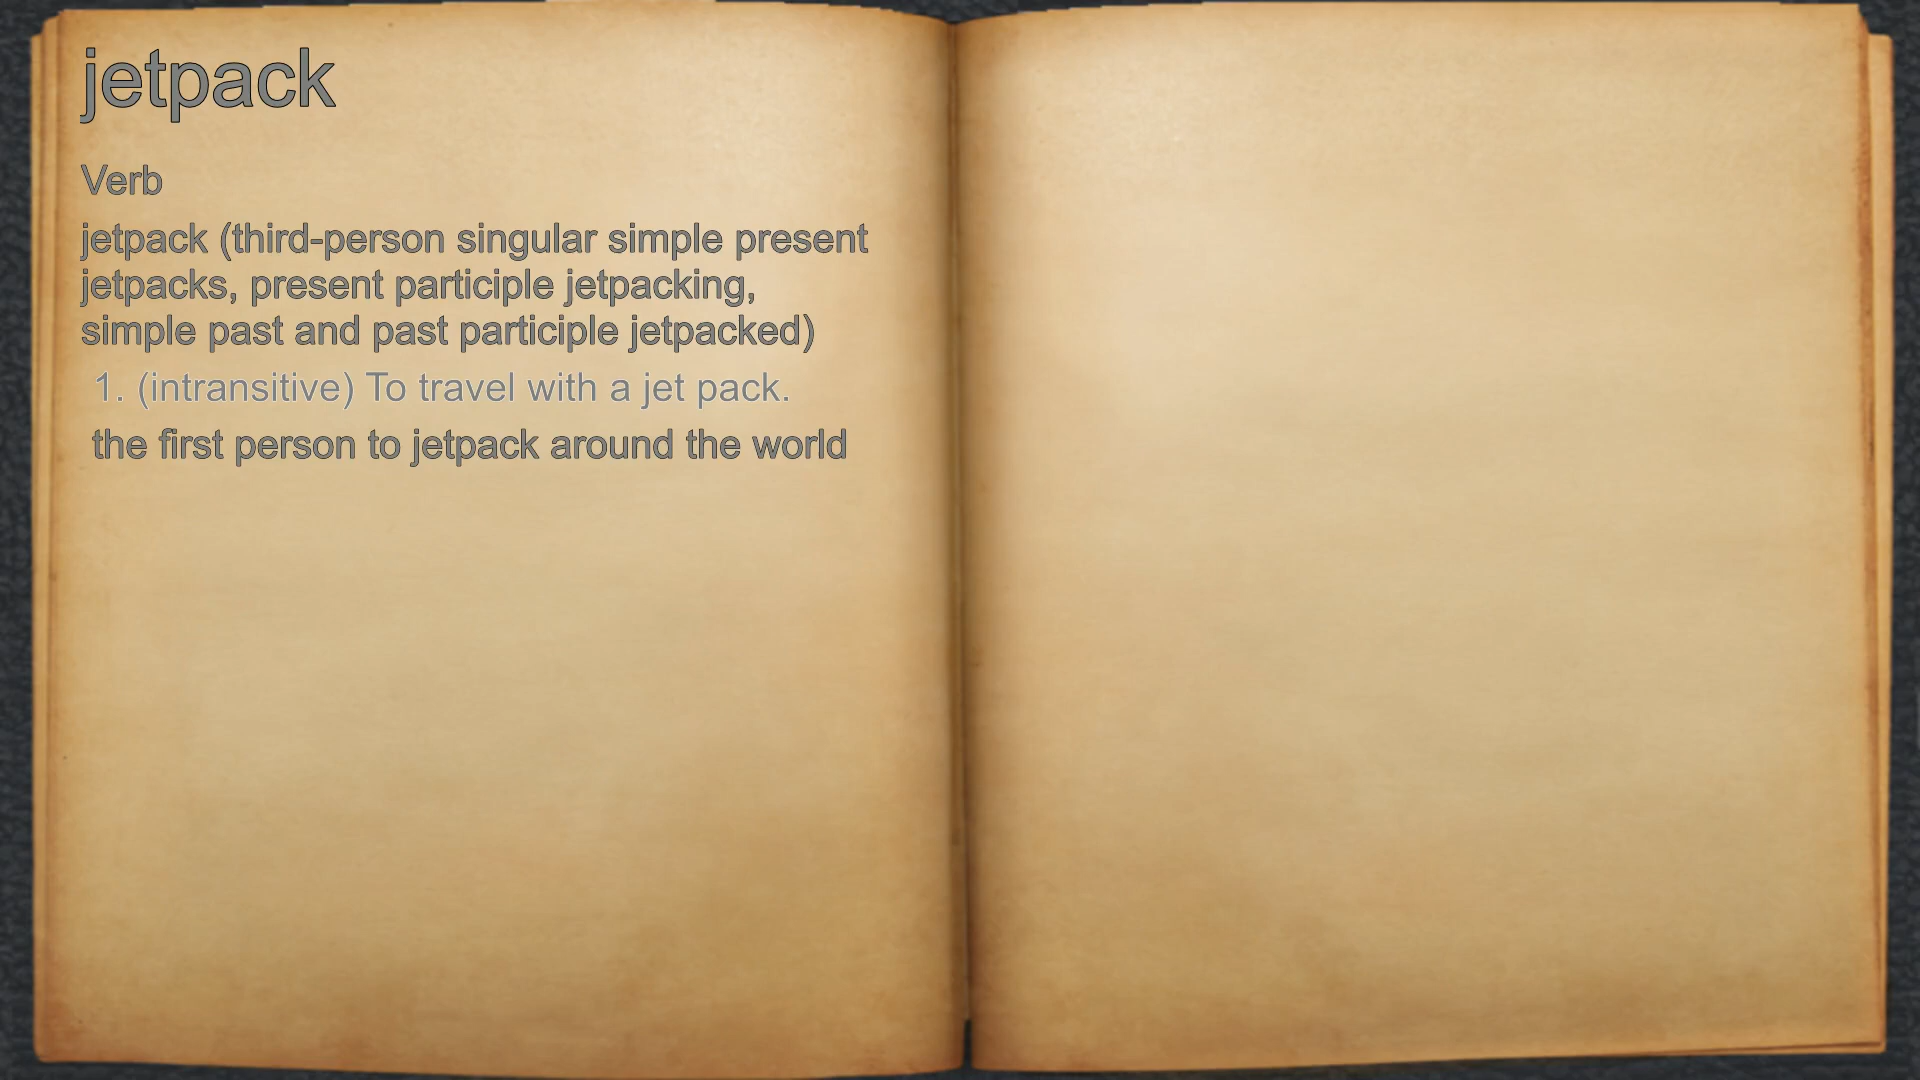 jetpack
Verb
jetpack (third-person singular simple present
jetpacks, present participle jetpacking,
simple past and past participle jetpacked)
1. (intransitive) To travel with a jet pack.
the first person to jetpack around the world